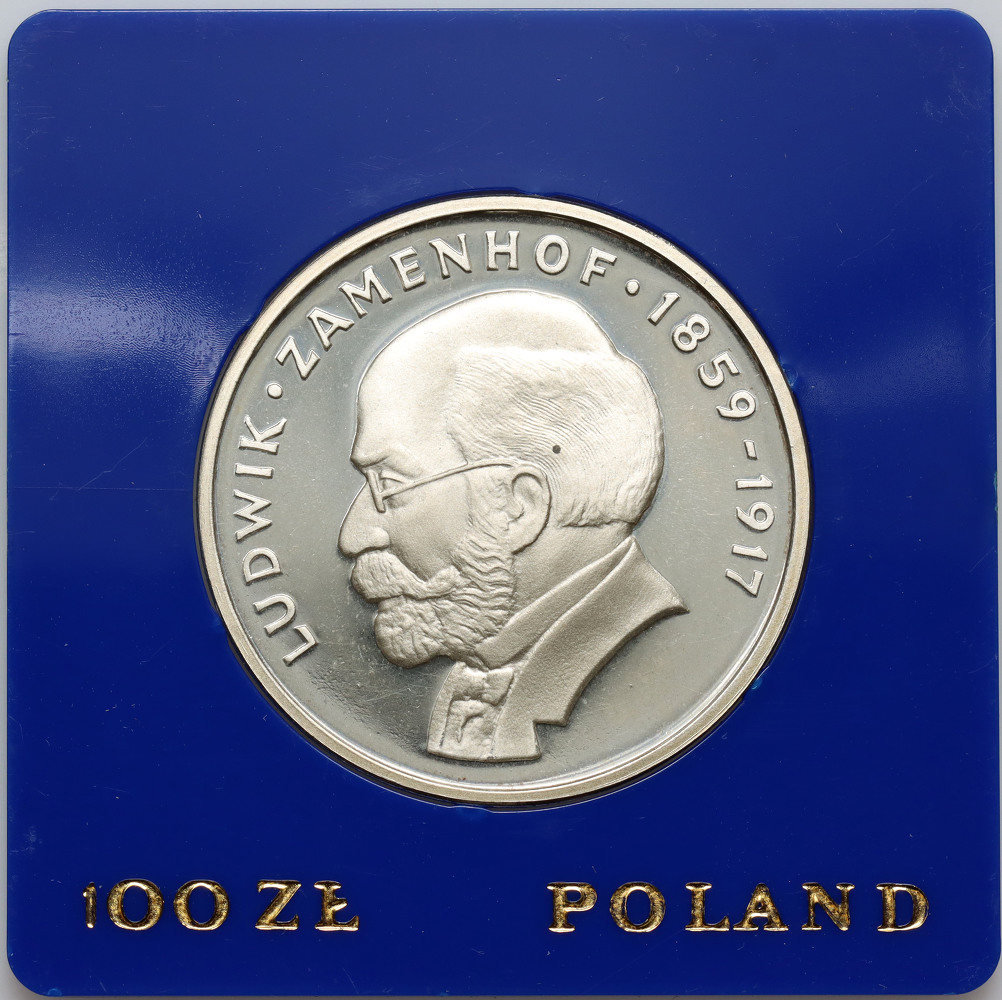 LUDWIK · ZAMENHOF · 1859-1917
100 ZŁ POLAND